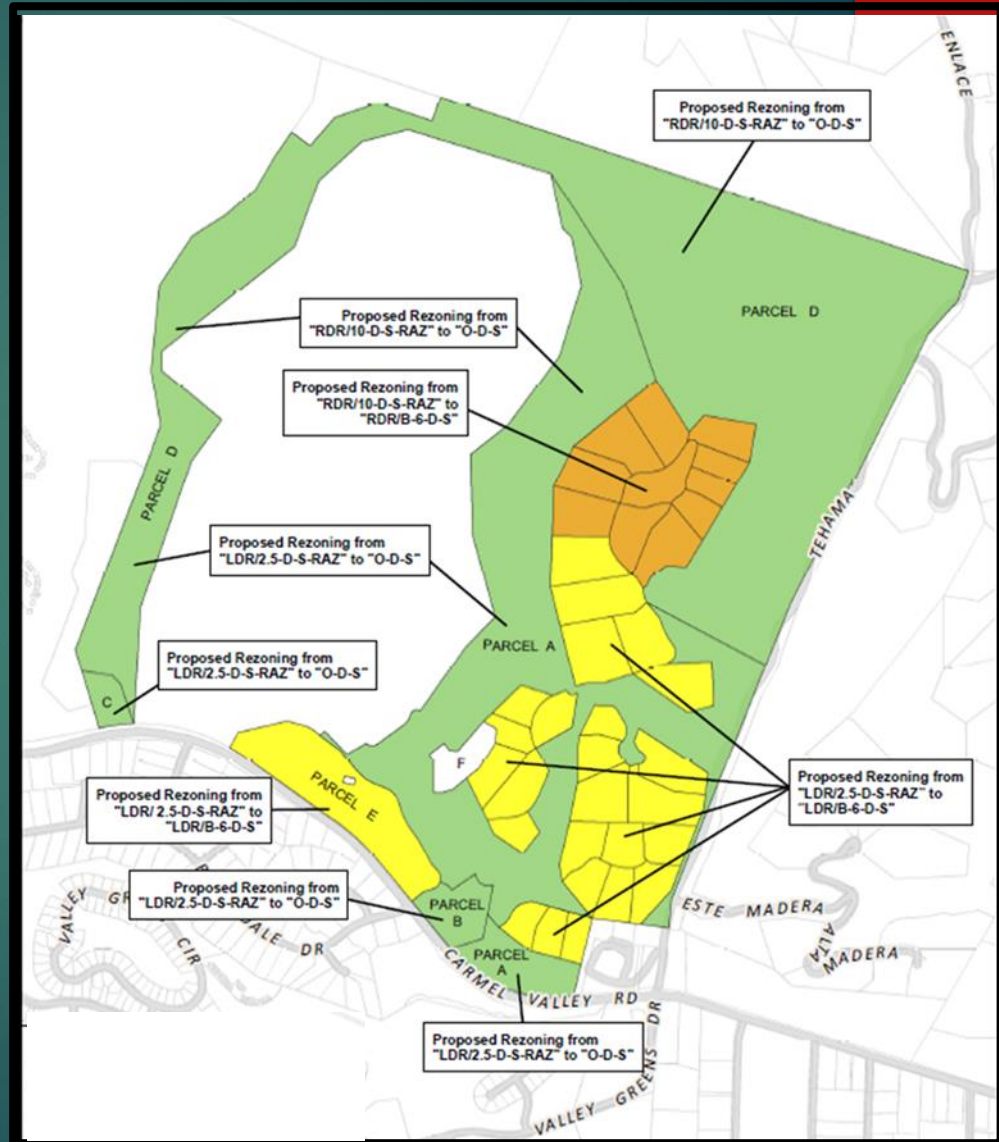 ENLACE
Proposed Rezoning from
"RDR/10-D-S-RAZ" to "O-D-S"
PARCEL D
Proposed Rezoning from
"RDR/10-D-S-RAZ" to "O-D-S"
Proposed Rezoning from
"RDR/10-D-S-RAZ" to
"RDR/B-6-D-S"
PARCEL D
TEHAMA
Proposed Rezoning from
"LDR/2.5-D-S-RAZ" to "O-D-S"
PARCEL A
Proposed Rezoning from
"LDR/2.5-D-S-RAZ" to "O-D-S"
C
F
Proposed Rezoning from
"LDR/2.5-D-S-RAZ" to
"LDR/B-6-D-S"
PARCEL E
Proposed Rezoning from
"LDR/ 2.5-D-S-RAZ" to
"LDR/B-6-D-S"
Proposed Rezoning from
"LDR/2.5-D-S-RAZ" to "O-D-S"
PARCEL
B
ESTE MADERA
ALTA
MADERA
VALLEY
CIR
DR
PARCEL
A
CARMEL VALLEY RD
Proposed Rezoning from
"LDR/2.5-D-S-RAZ" to "O-D-S"
VALLEY GREENS DR